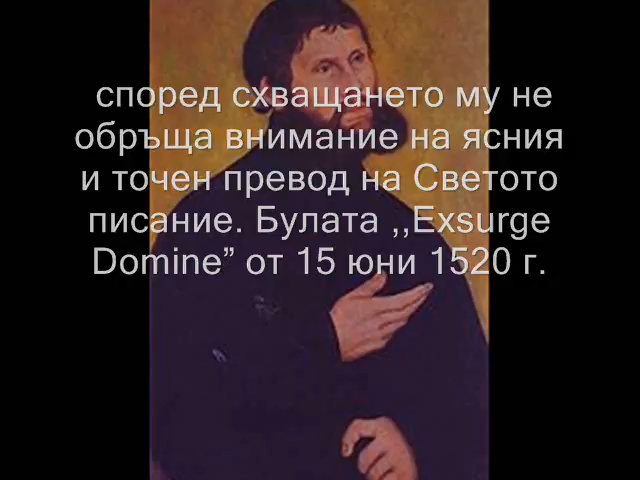 според схващането му не
обръща внимание на ясния
и точен превод на Светото
писание. Булата ,,Exsurge
Domine” от 15 юни 1520 г.